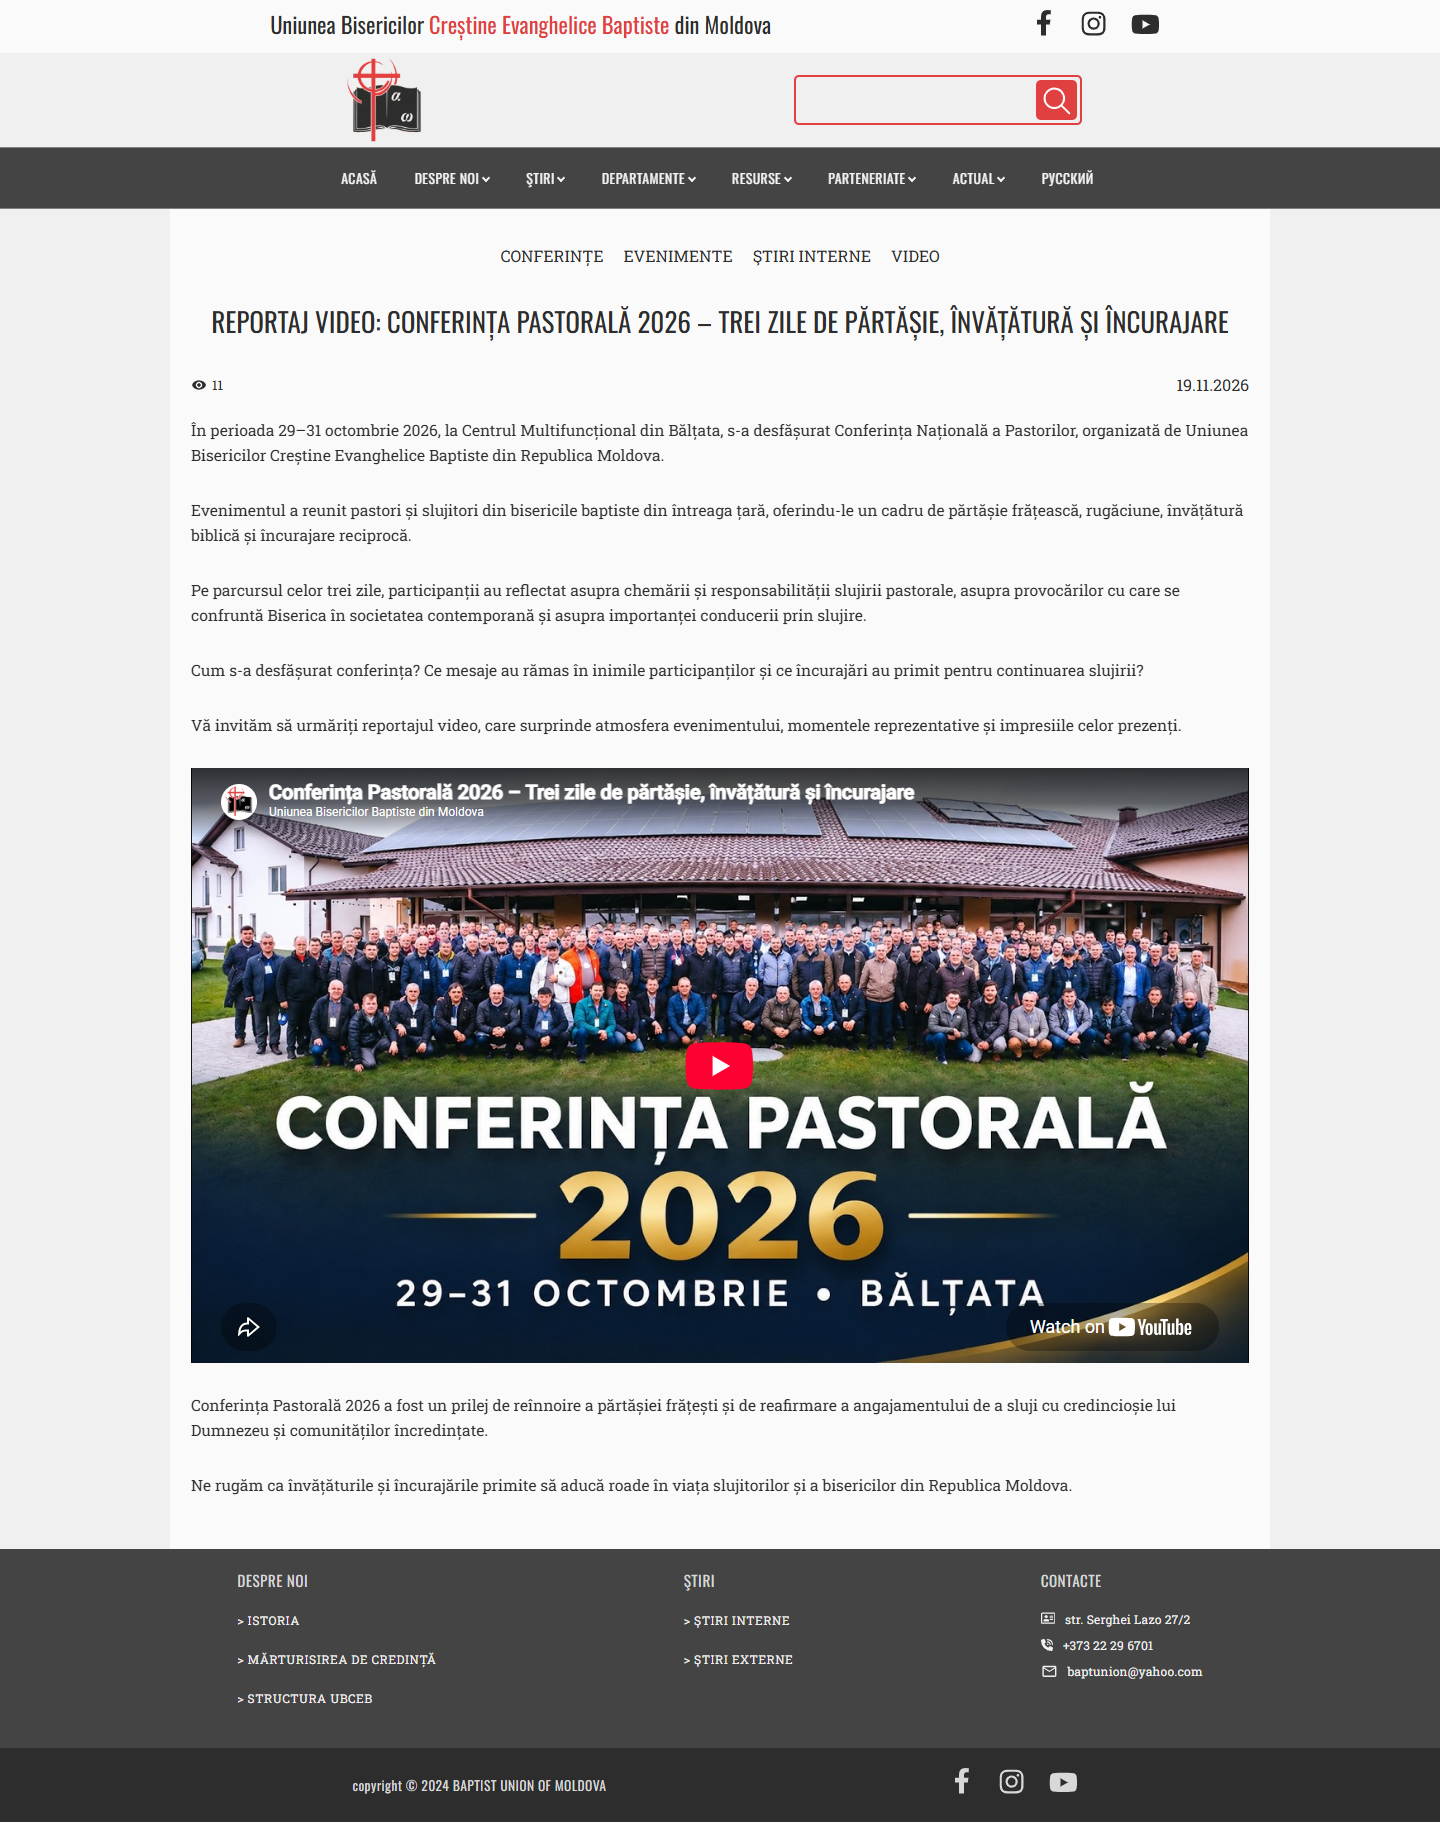 Uniunea Bisericilor Creștine Evanghelice Baptiste din Moldova
α
ω
ACASĂ DESPRE NOI ŞTIRI DEPARTAMENTE RESURSE PARTENERIATE ACTUAL РУССКИЙ
CONFERINȚE EVENIMENTE ŞTIRI INTERNE VIDEO
REPORTAJ VIDEO: CONFERINȚA PASTORALĂ 2026 – TREI ZILE DE PĂRTĂȘIE, ÎNVĂȚĂTURĂ ȘI ÎNCURAJARE
11 19.11.2026
În perioada 29–31 octombrie 2026, la Centrul Multifuncțional din Bălțata, s-a desfășurat Conferința Națională a Pastorilor, organizată de Uniunea
Bisericilor Creștine Evanghelice Baptiste din Republica Moldova.
Evenimentul a reunit pastori și slujitori din bisericile baptiste din întreaga țară, oferindu-le un cadru de părtășie frățească, rugăciune, învățătură
biblică și încurajare reciprocă.
Pe parcursul celor trei zile, participanții au reflectat asupra chemării și responsabilității slujirii pastorale, asupra provocărilor cu care se
confruntă Biserica în societatea contemporană și asupra importanței conducerii prin slujire.
Cum s-a desfășurat conferința? Ce mesaje au rămas în inimile participanților și ce încurajări au primit pentru continuarea slujirii?
Vă invităm să urmăriți reportajul video, care surprinde atmosfera evenimentului, momentele reprezentative și impresiile celor prezenți.
Conferința Pastorală 2026 – Trei zile de părtășie, învățătură și încurajare
Uniunea Bisericilor Baptiste din Moldova
CONFERINȚA PASTORALĂ
2026
29–31 OCTOMBRIE • BĂLȚATA
Watch on YouTube
Conferința Pastorală 2026 a fost un prilej de reînnoire a părtășiei frățești și de reafirmare a angajamentului de a sluji cu credincioșie lui
Dumnezeu și comunităților încredințate.
Ne rugăm ca învățăturile și încurajările primite să aducă roade în viața slujitorilor și a bisericilor din Republica Moldova.
DESPRE NOI
> ISTORIA
> MĂRTURISIREA DE CREDINȚĂ
> STRUCTURA UBCEB
ŞTIRI
> ŞTIRI INTERNE
> ŞTIRI EXTERNE
CONTACTE
str. Serghei Lazo 27/2
+373 22 29 6701
baptunion@yahoo.com
copyright © 2024 BAPTIST UNION OF MOLDOVA